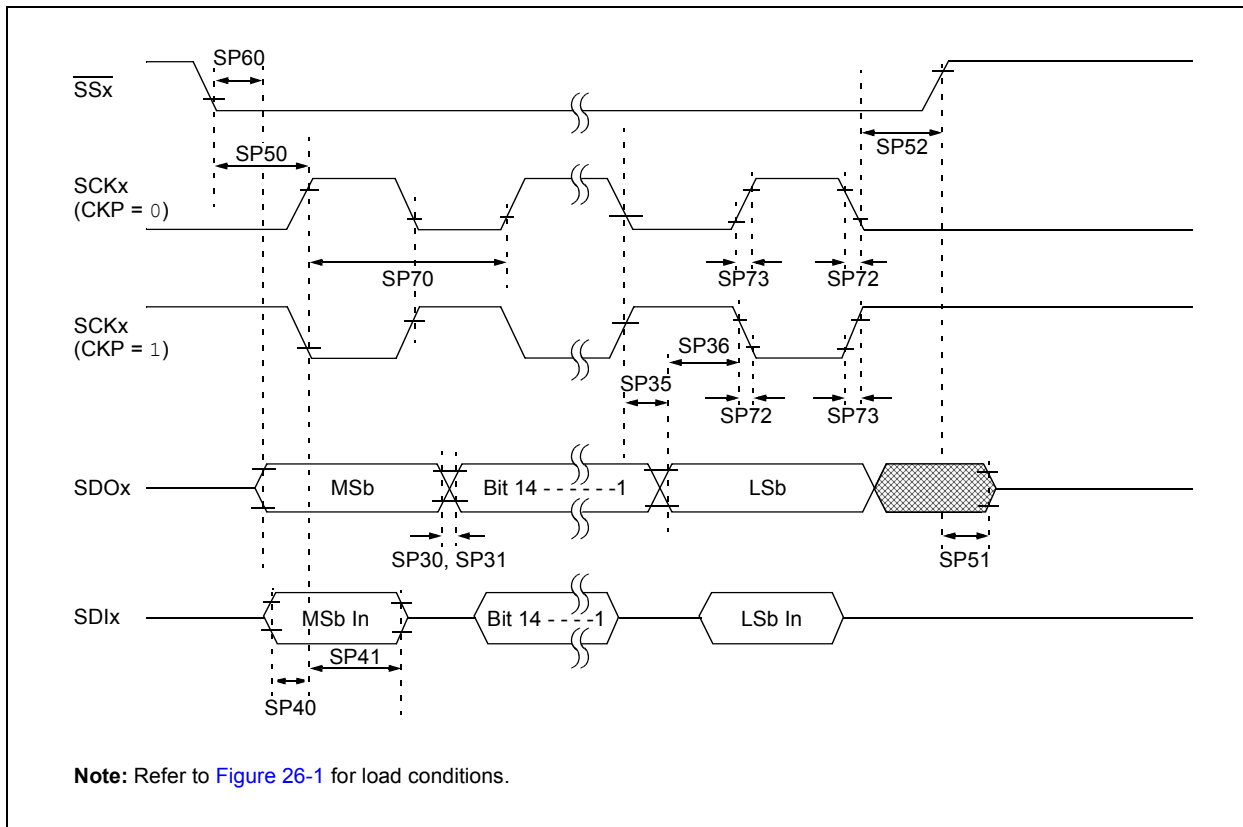 SP60
SSx
SP50
SP52
SCKx
(CKP = 0)
SP70
SP73
SP72
SCKx
(CKP = 1)
SP36
SP35
SP72
SP73
SDOx
MSb
Bit 14 - - - - - -1
LSb
SP30, SP31
SP51
SDIx
MSb In
Bit 14 - - - -1
LSb In
SP41
SP40
Note: Refer to Figure 26-1 for load conditions.